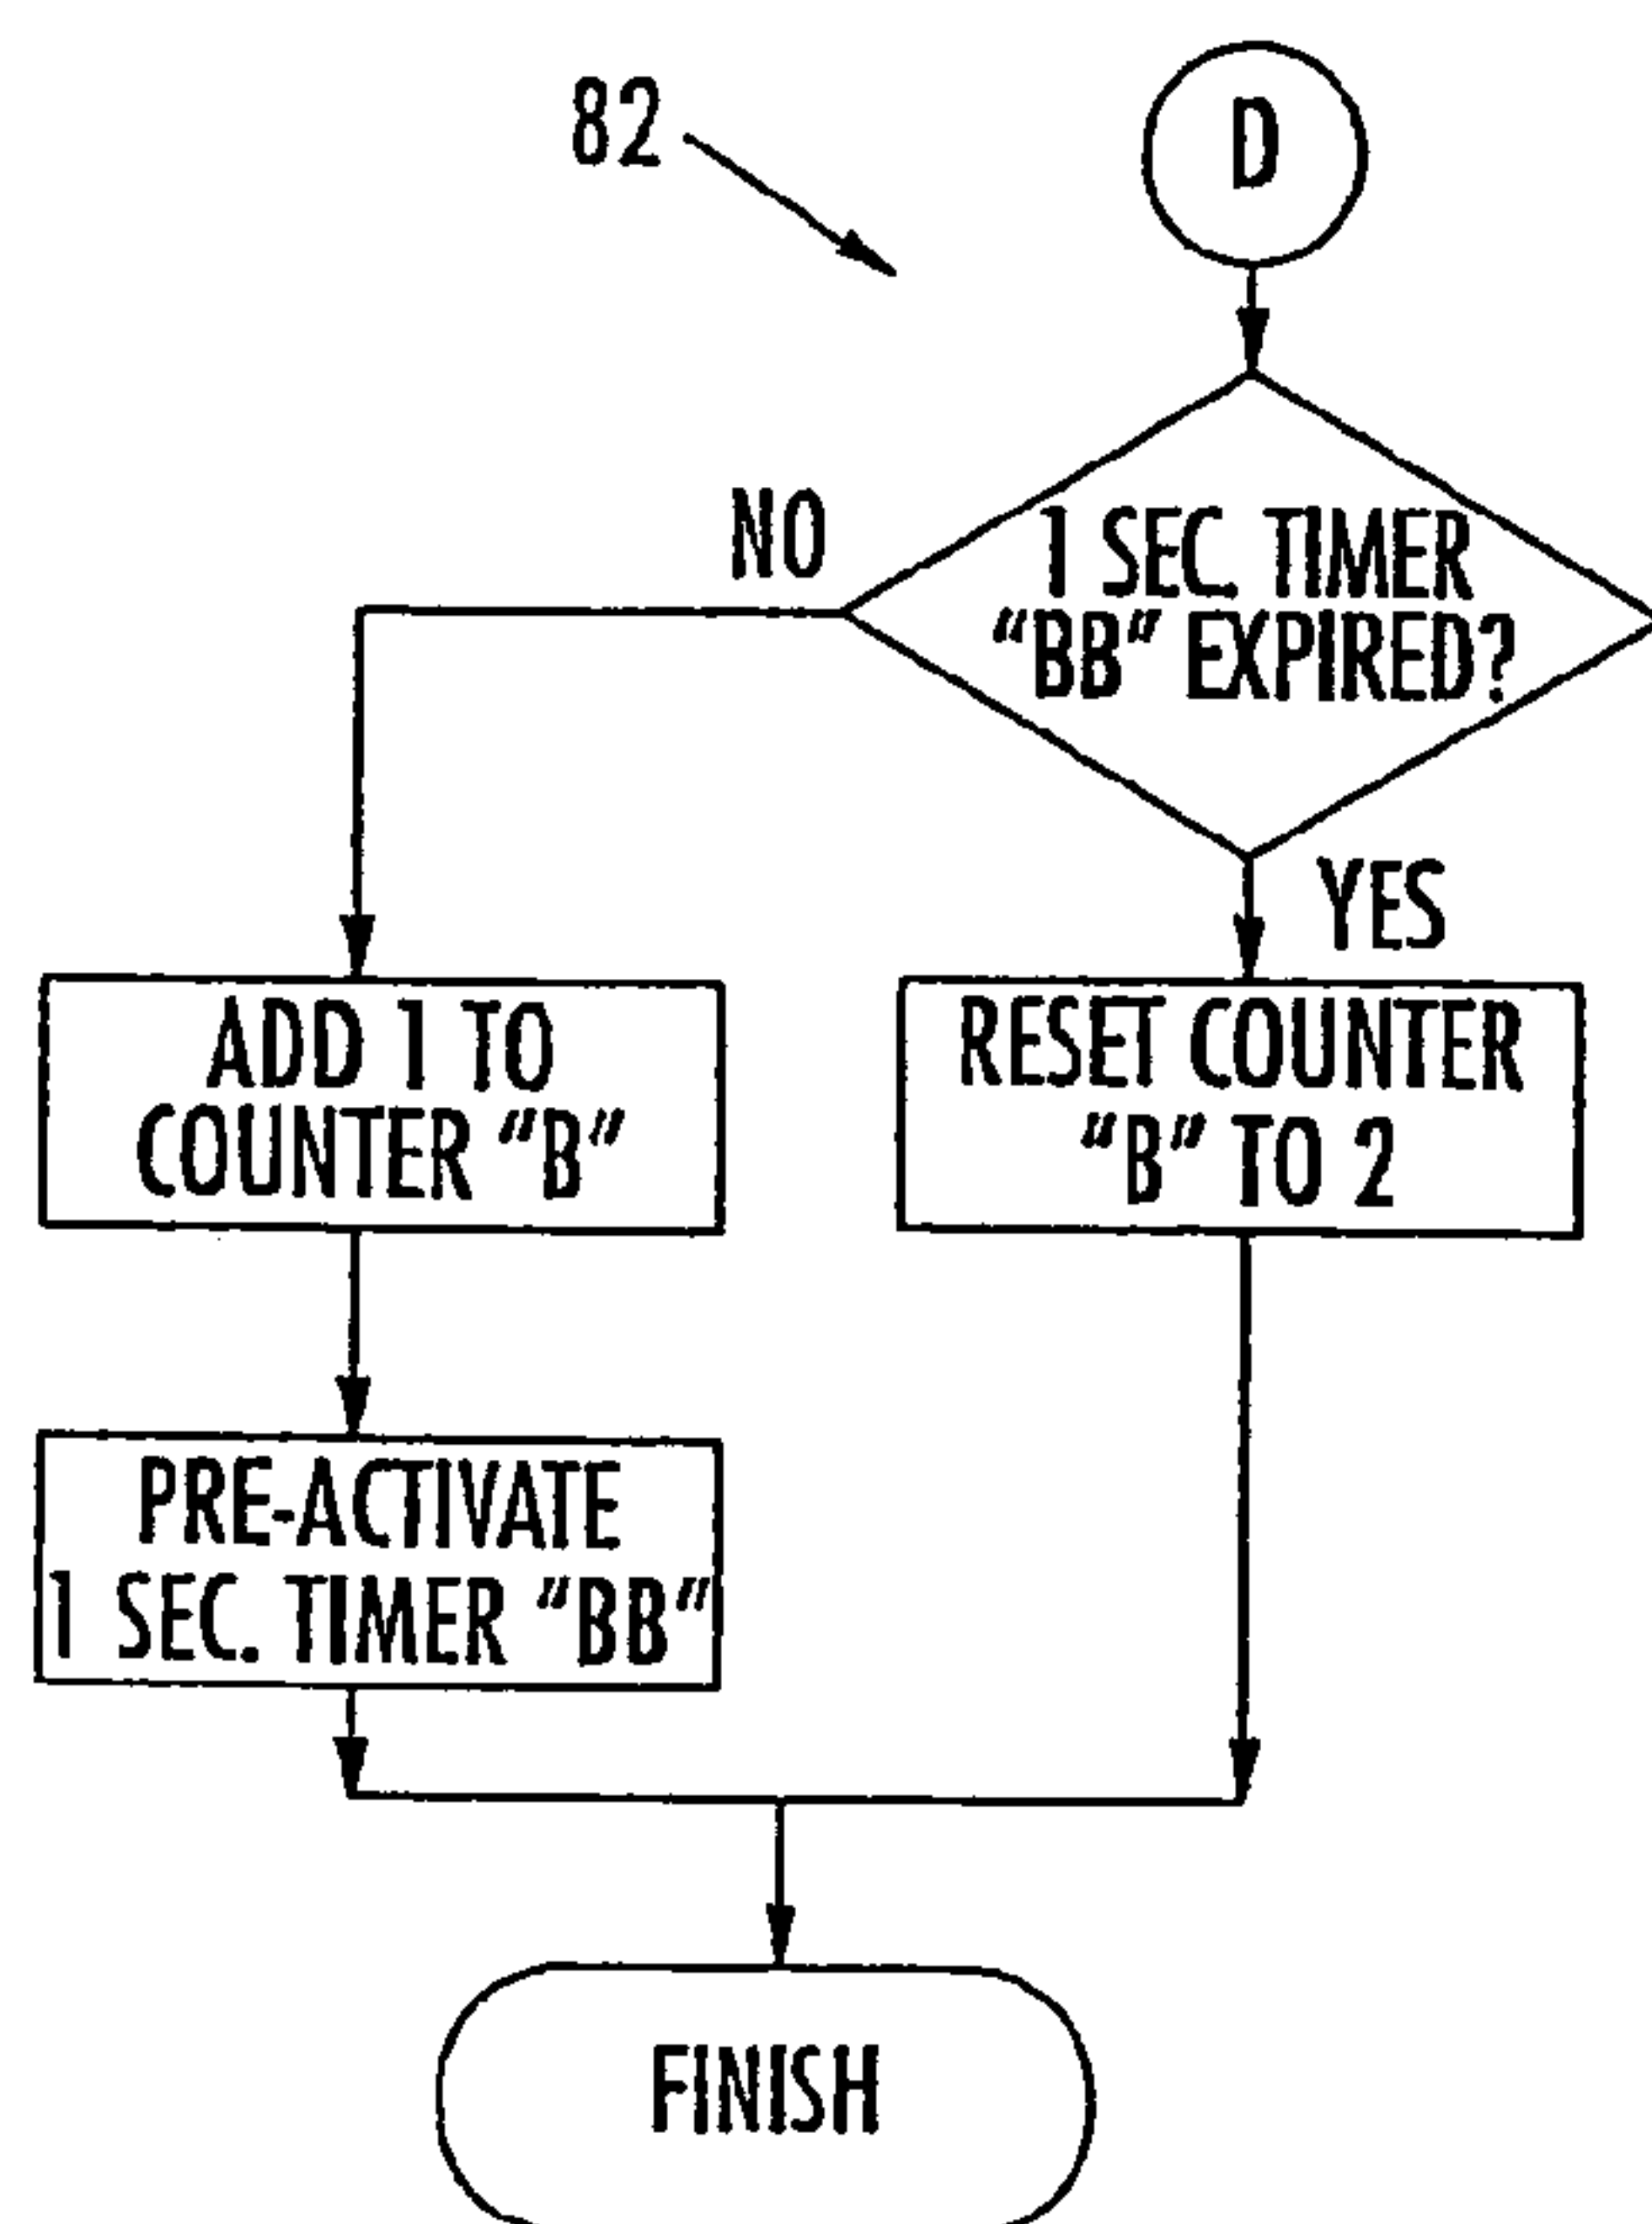 82
D
NO
1 SEC. TIMER
"BB" EXPIRED?
YES
ADD 1 TO
COUNTER "B"
RESET COUNTER
"B" TO 2
PRE-ACTIVATE
1 SEC. TIMER "BB"
FINISH